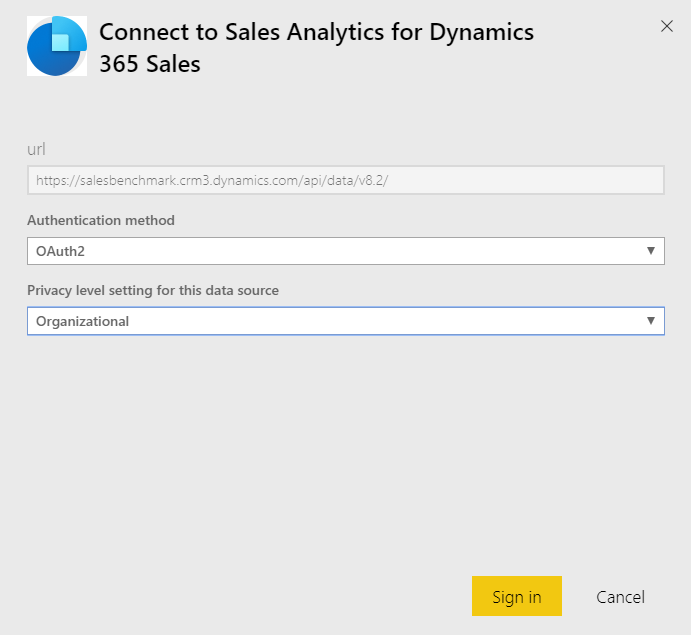 Connect to Sales Analytics for Dynamics
365 Sales
url
https://salesbenchmark.crm3.dynamics.com/api/data/v8.2/
Authentication method
OAuth2
Privacy level setting for this data source
Organizational
Sign in
Cancel